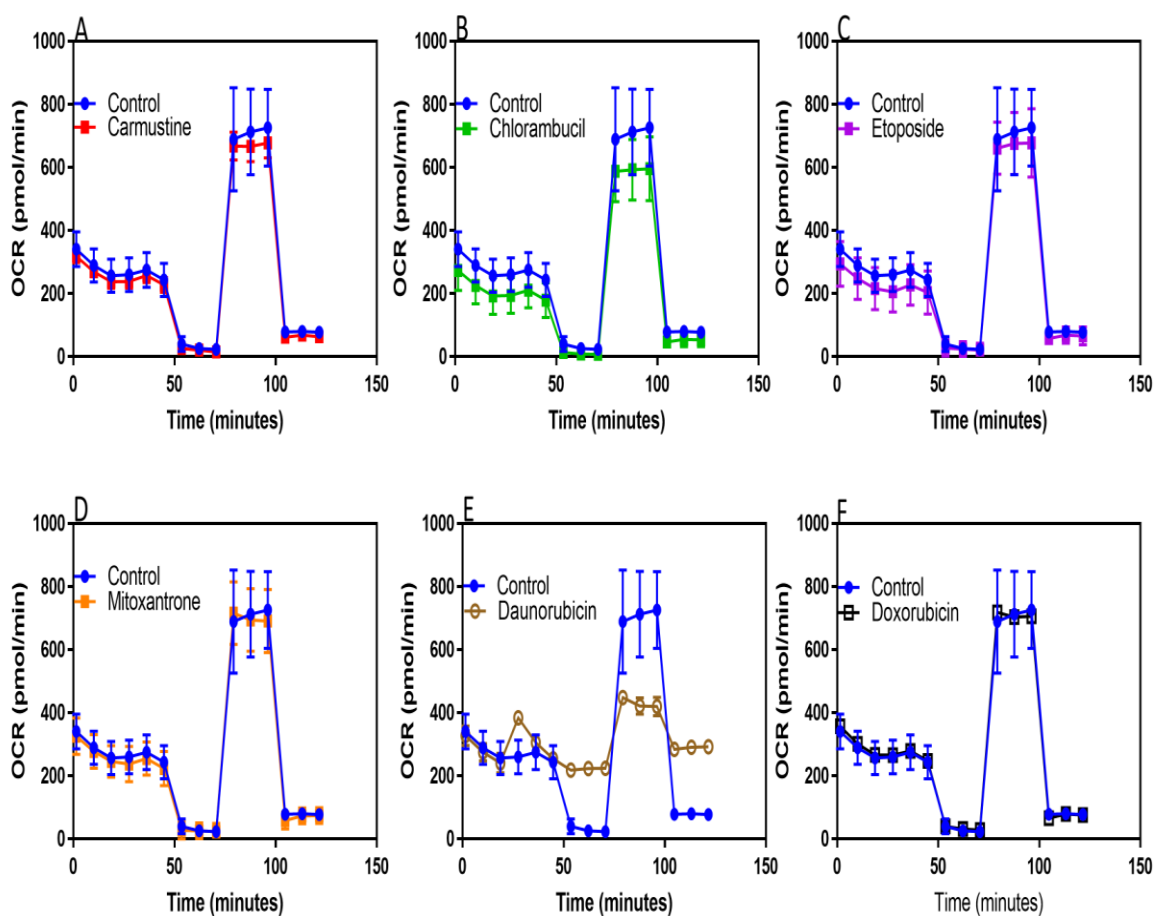 A
B
C
1000
800
600
400
200
0
OCR (pmol/min)
Control
Carmustine
0
50
100
150
Time (minutes)
1000
800
600
400
200
0
OCR (pmol/min)
Control
Chlorambucil
0
50
100
150
Time (minutes)
1000
800
600
400
200
0
OCR (pmol/min)
Control
Etoposide
0
50
100
150
Time (minutes)
D
E
F
1000
800
600
400
200
0
OCR (pmol/min)
Control
Mitoxantrone
0
50
100
150
Time (minutes)
1000
800
600
400
200
0
OCR (pmol/min)
Control
Daunorubicin
0
50
100
150
Time (minutes)
1000
800
600
400
200
0
OCR (pmol/min)
Control
Doxorubicin
0
50
100
150
Time (minutes)